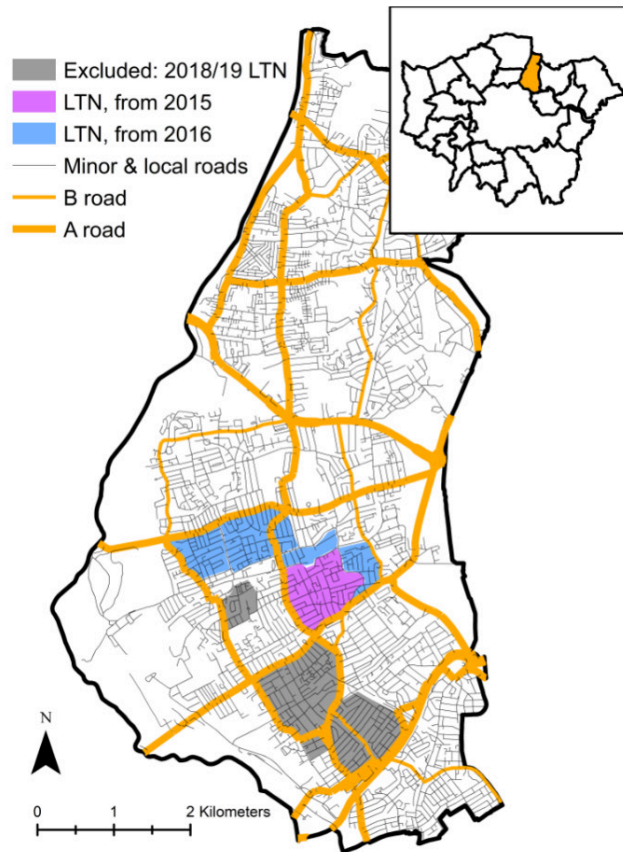 Excluded: 2018/19 LTN
LTN, from 2015
LTN, from 2016
Minor & local roads
B road
A road
N
0 1 2 Kilometers